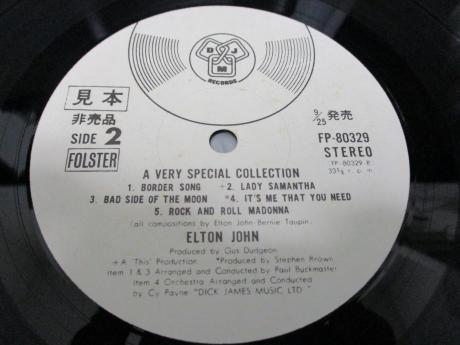 DJM
RECORDS
見本
非売品
SIDE 2
FOLSTER
9/25 発売
FP-80329
STEREO
33⅓ r.p.m.
A VERY SPECIAL COLLECTION
1. BORDER SONG +2. LADY SAMANTHA
3. BAD SIDE OF THE MOON *4. IT'S ME THAT YOU NEED
5. ROCK AND ROLL MADONNA
(all compositions by Elton John-Bernie Taupin)
ELTON JOHN
Produced by Gus Dudgeon
+A 'This' Production *Produced by Stephen Brown
Item 1 & 3 Arranged and Conducted by Paul Buckmaster
Item 4 Orchestra Arranged and Conducted
by Cy Payne "DICK JAMES MUSIC LTD."